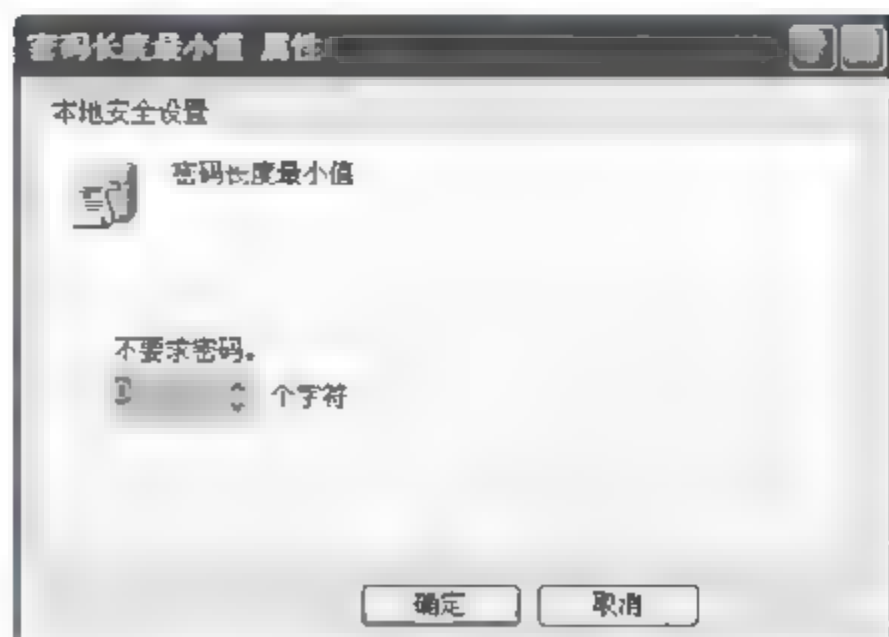 密码长度最小值 属性
本地安全设置
密码长度最小值
不要求密码。
0 个字符
确定 取消